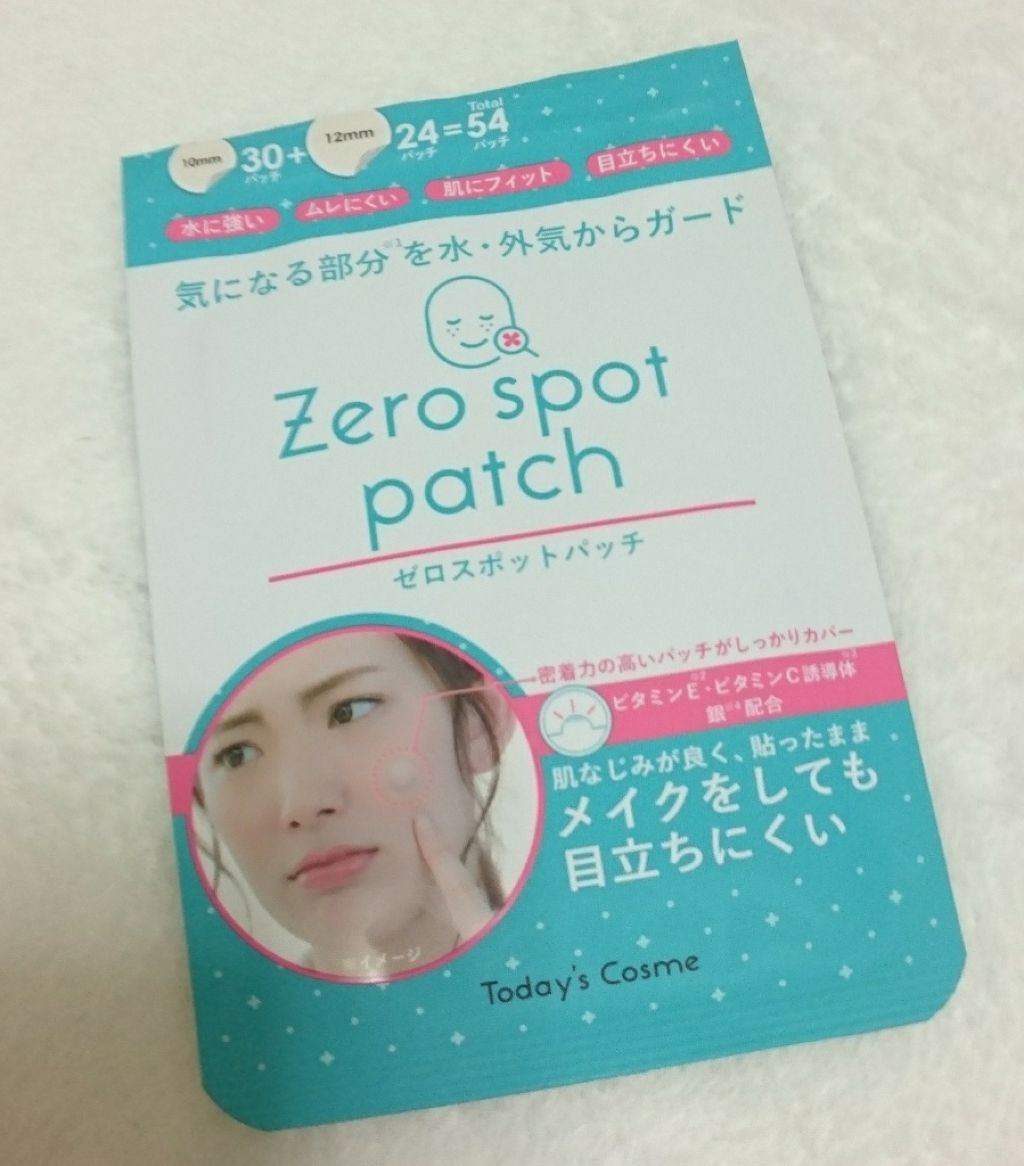 Total
10mm 30+ 12mm 24=54
パッチ パッチ パッチ
水に強い ムレにくい 肌にフィット 目立ちにくい
気になる部分※1を水・外気からガード
Zero spot
patch
ゼロスポットパッチ
密着力の高いパッチがしっかりカバー
ビタミンE※2・ビタミンC誘導体※3
銀※4配合
肌なじみが良く、貼ったまま
メイクをしても
目立ちにくい
※イメージ
Today's Cosme